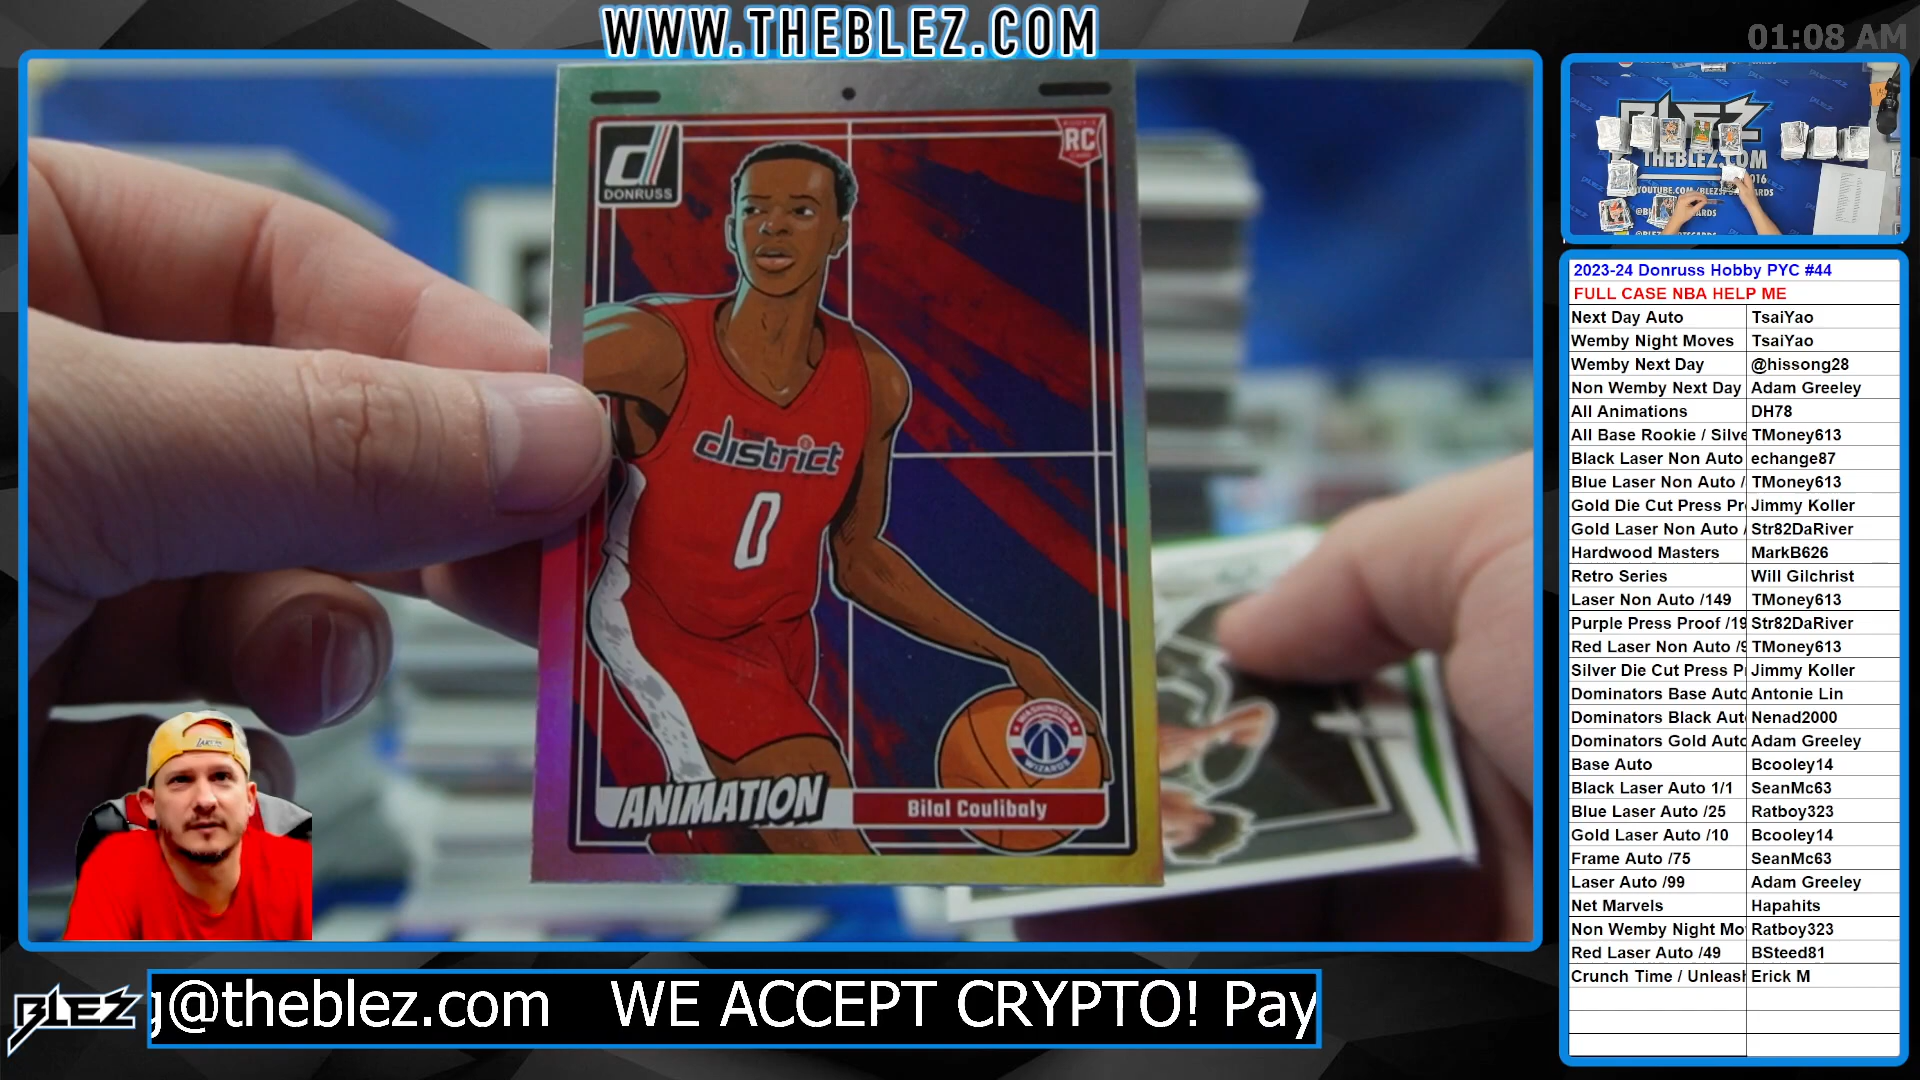 WWW.THEBLEZ.COM
01:08 AM
DONRUSS
RC
district
0
WASHINGTON
WIZARDS
ANIMATION
Bilal Coulibaly
BLEZ
THEBLEZ.COM
2023-24 Donruss Hobby PYC #44
FULL CASE NBA HELP ME
Next Day Auto TsaiYao
Wemby Night Moves TsaiYao
Wemby Next Day @hissong28
Non Wemby Next Day Adam Greeley
All Animations DH78
All Base Rookie / Silve TMoney613
Black Laser Non Auto echange87
Blue Laser Non Auto / TMoney613
Gold Die Cut Press Pr Jimmy Koller
Gold Laser Non Auto / Str82DaRiver
Hardwood Masters MarkB626
Retro Series Will Gilchrist
Laser Non Auto /149 TMoney613
Purple Press Proof /19 Str82DaRiver
Red Laser Non Auto /9 TMoney613
Silver Die Cut Press P Jimmy Koller
Dominators Base Auto Antonie Lin
Dominators Black Aut Nenad2000
Dominators Gold Auto Adam Greeley
Base Auto Bcooley14
Black Laser Auto 1/1 SeanMc63
Blue Laser Auto /25 Ratboy323
Gold Laser Auto /10 Bcooley14
Frame Auto /75 SeanMc63
Laser Auto /99 Adam Greeley
Net Marvels Hapahits
Non Wemby Night Mo Ratboy323
Red Laser Auto /49 BSteed81
Crunch Time / Unleash Erick M
BLEZ
g@theblez.com WE ACCEPT CRYPTO! Pay